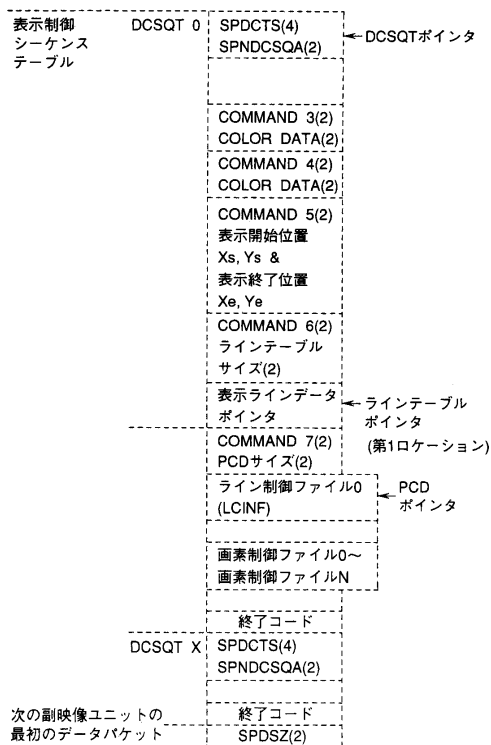 表示制御
シーケンス
テーブル
DCSQT 0
SPDCTS(4)
SPNDCSQA(2)
DCSQTポインタ
COMMAND 3(2)
COLOR DATA(2)
COMMAND 4(2)
COLOR DATA(2)
COMMAND 5(2)
表示開始位置
Xs, Ys &
表示終了位置
Xe, Ye
COMMAND 6(2)
ラインテーブル
サイズ(2)
表示ラインデータ
ポインタ
ラインテーブル
ポインタ
(第1ロケーション)
COMMAND 7(2)
PCDサイズ(2)
ライン制御ファイル0
(LCINF)
PCD
ポインタ
画素制御ファイル0～
画素制御ファイルN
終了コード
DCSQT X
SPDCTS(4)
SPNDCSQA(2)
終了コード
次の副映像ユニットの
最初のデータパケット
SPDSZ(2)